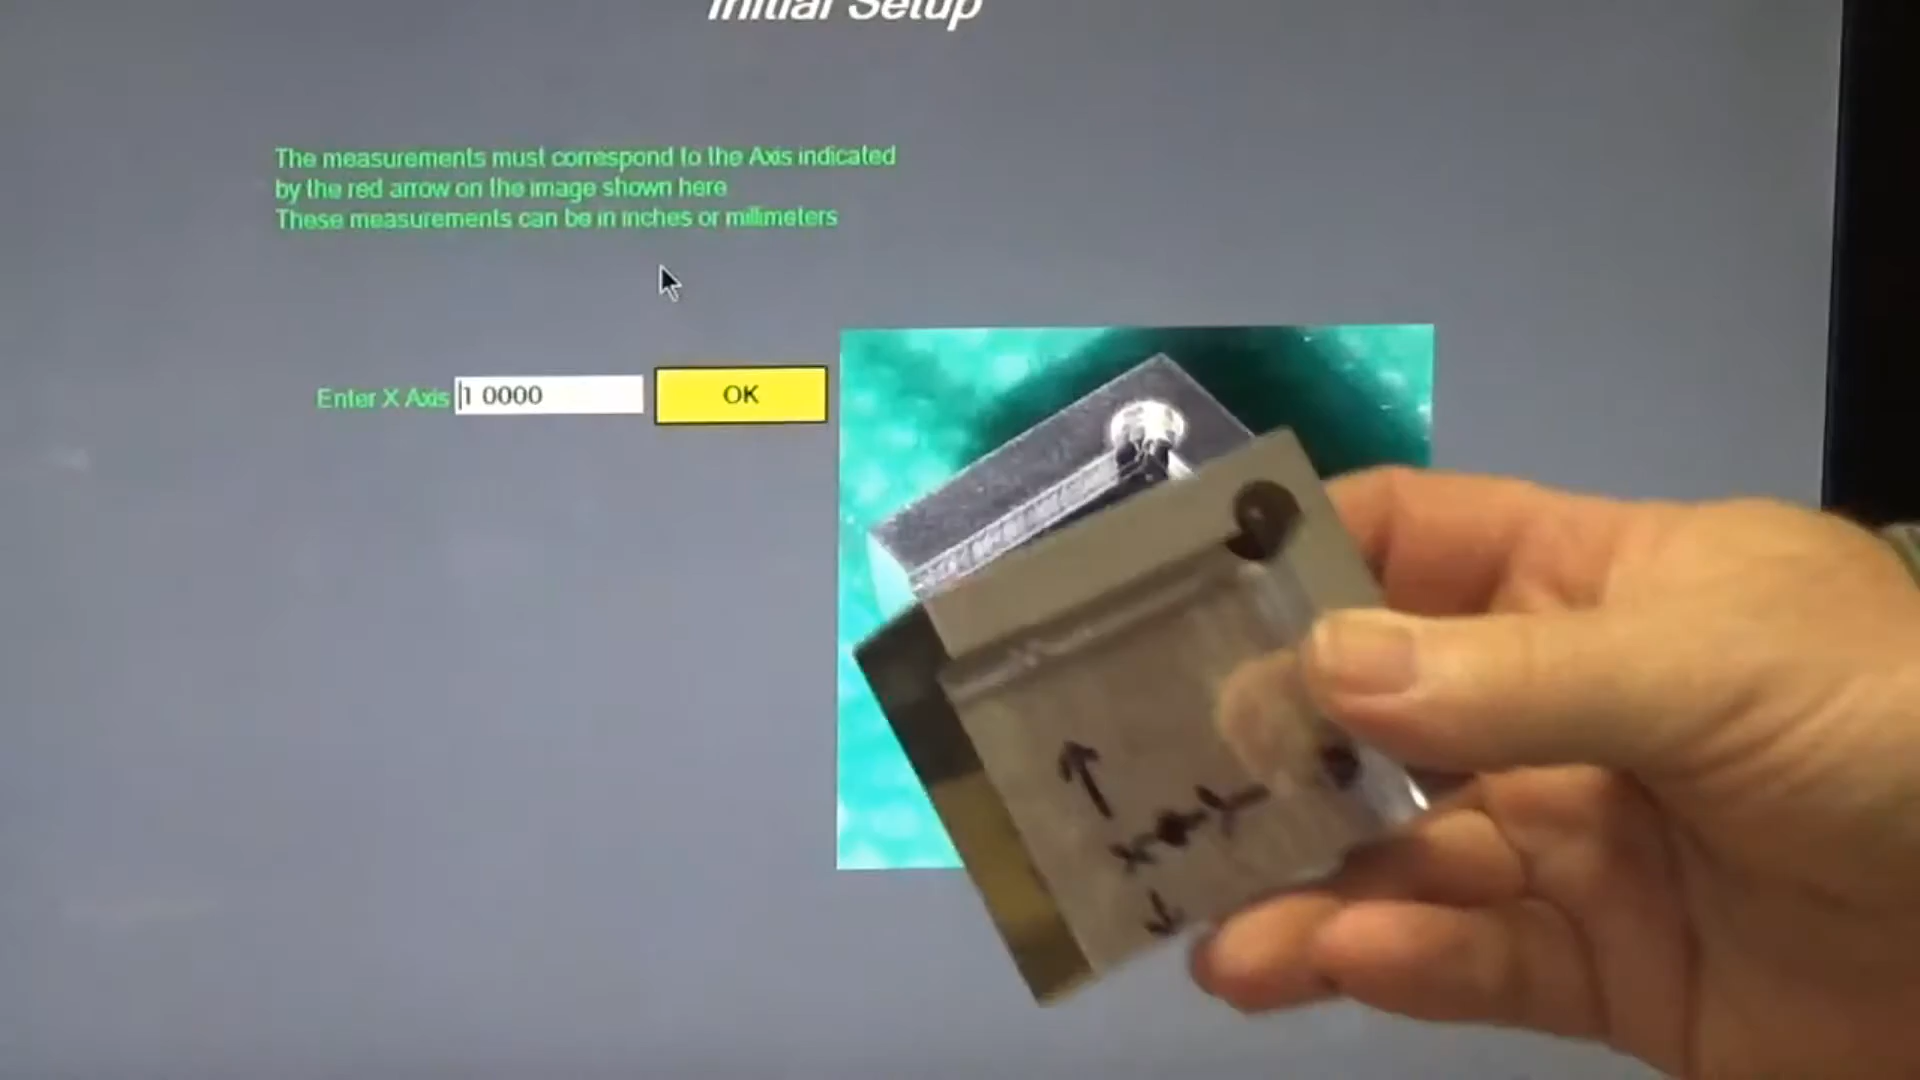 Initial Setup
The measurements must correspond to the Axis indicated
by the red arrow on the image shown here
These measurements can be in inches or millimeters
Enter X Axis 1 0000 OK
X
Y